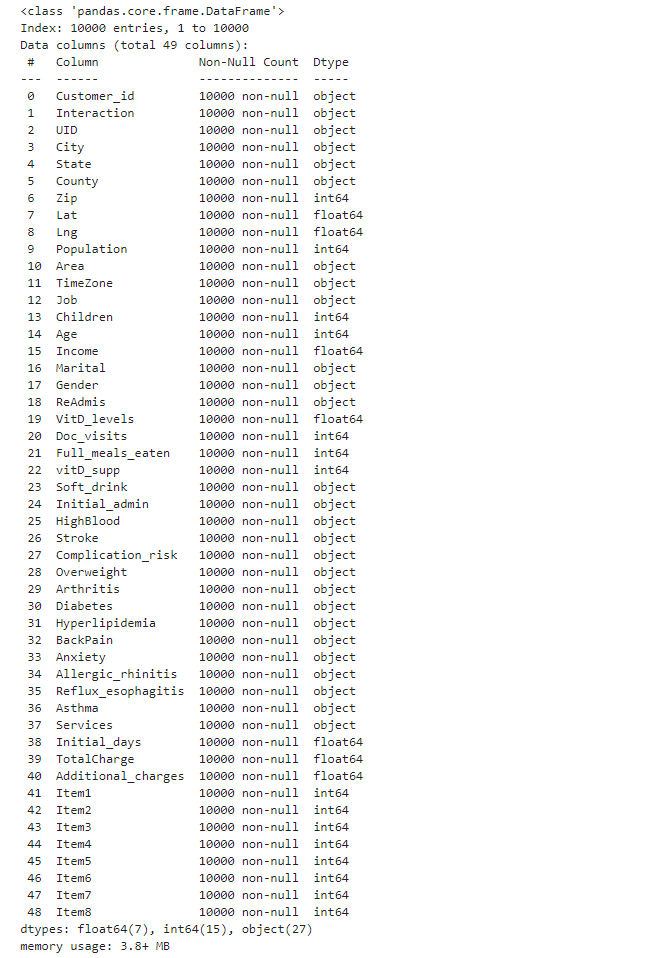 <class 'pandas.core.frame.DataFrame'>
Index: 10000 entries, 1 to 10000
Data columns (total 49 columns):
 #   Column              Non-Null Count  Dtype
---  ------              --------------  -----
 0   Customer_id         10000 non-null  object
 1   Interaction         10000 non-null  object
 2   UID                 10000 non-null  object
 3   City                10000 non-null  object
 4   State               10000 non-null  object
 5   County              10000 non-null  object
 6   Zip                 10000 non-null  int64
 7   Lat                 10000 non-null  float64
 8   Lng                 10000 non-null  float64
 9   Population          10000 non-null  int64
 10  Area                10000 non-null  object
 11  TimeZone            10000 non-null  object
 12  Job                 10000 non-null  object
 13  Children            10000 non-null  int64
 14  Age                 10000 non-null  int64
 15  Income              10000 non-null  float64
 16  Marital             10000 non-null  object
 17  Gender              10000 non-null  object
 18  ReAdmis             10000 non-null  object
 19  VitD_levels         10000 non-null  float64
 20  Doc_visits          10000 non-null  int64
 21  Full_meals_eaten    10000 non-null  int64
 22  vitD_supp           10000 non-null  int64
 23  Soft_drink          10000 non-null  object
 24  Initial_admin       10000 non-null  object
 25  HighBlood           10000 non-null  object
 26  Stroke              10000 non-null  object
 27  Complication_risk   10000 non-null  object
 28  Overweight          10000 non-null  object
 29  Arthritis           10000 non-null  object
 30  Diabetes            10000 non-null  object
 31  Hyperlipidemia      10000 non-null  object
 32  BackPain            10000 non-null  object
 33  Anxiety             10000 non-null  object
 34  Allergic_rhinitis   10000 non-null  object
 35  Reflux_esophagitis  10000 non-null  object
 36  Asthma              10000 non-null  object
 37  Services            10000 non-null  object
 38  Initial_days        10000 non-null  float64
 39  TotalCharge         10000 non-null  float64
 40  Additional_charges  10000 non-null  float64
 41  Item1               10000 non-null  int64
 42  Item2               10000 non-null  int64
 43  Item3               10000 non-null  int64
 44  Item4               10000 non-null  int64
 45  Item5               10000 non-null  int64
 46  Item6               10000 non-null  int64
 47  Item7               10000 non-null  int64
 48  Item8               10000 non-null  int64
dtypes: float64(7), int64(15), object(27)
memory usage: 3.8+ MB